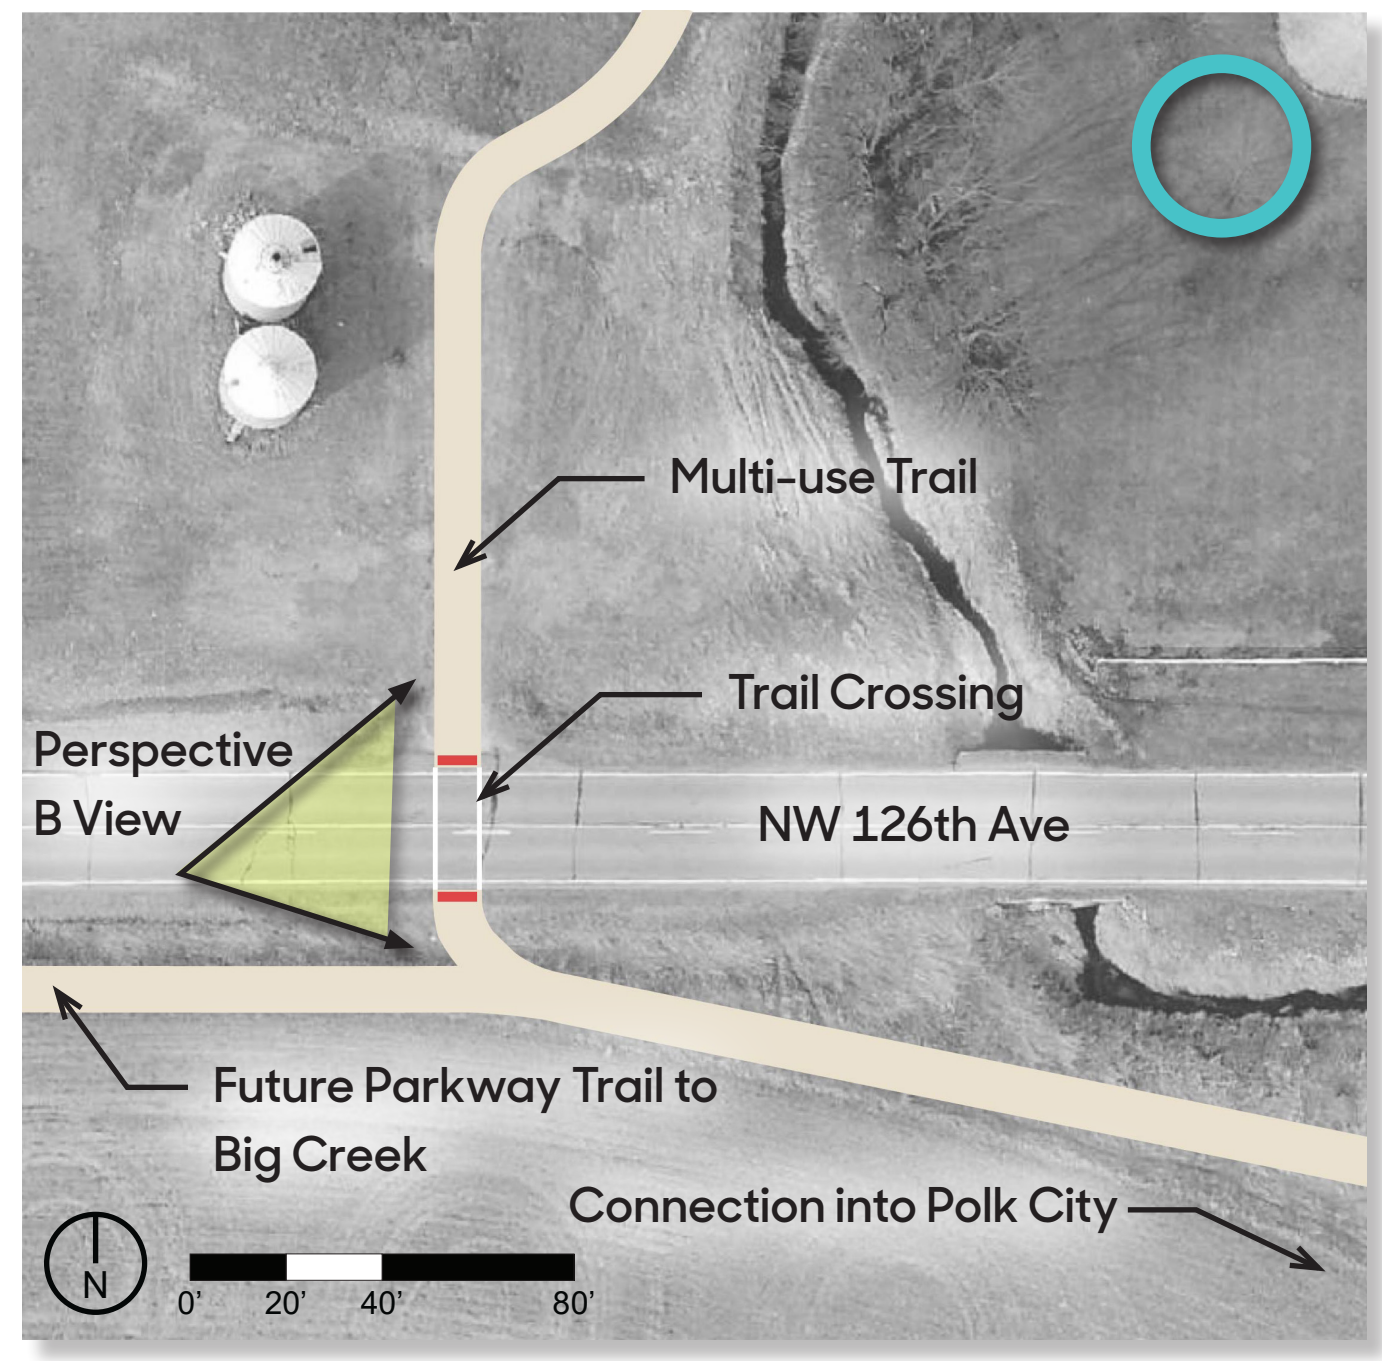 Multi-use Trail
Trail Crossing
Perspective
B View
NW 126th Ave
Future Parkway Trail to
Big Creek
Connection into Polk City
N
0' 20' 40' 80'